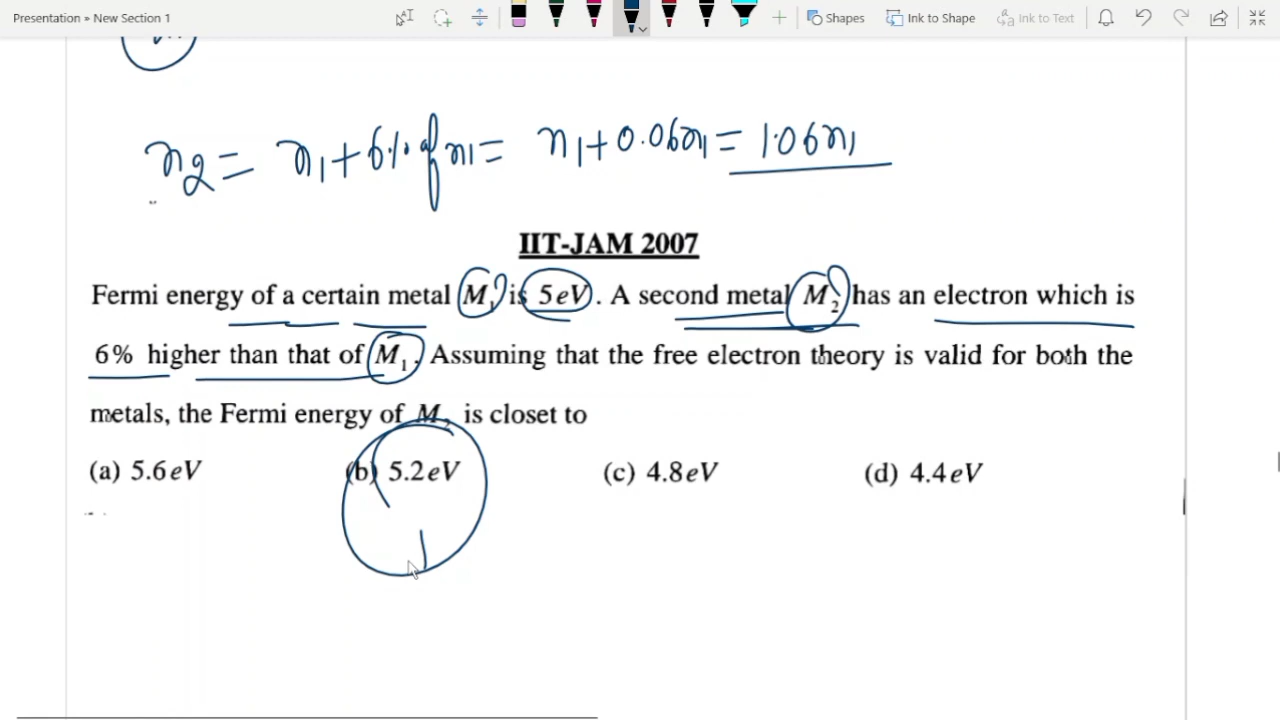 Presentation » New Section 1
Shapes
Ink to Shape
Ink to Text
n2 = n1 + 6% of n1 = n1 + 0.06n1 = 1.06n1
IIT-JAM 2007
Fermi energy of a certain metal M1 is 5eV. A second metal M2 has an electron which is
6% higher than that of M1. Assuming that the free electron theory is valid for both the
metals, the Fermi energy of M2 is closet to
(a) 5.6eV (b) 5.2eV (c) 4.8eV (d) 4.4eV